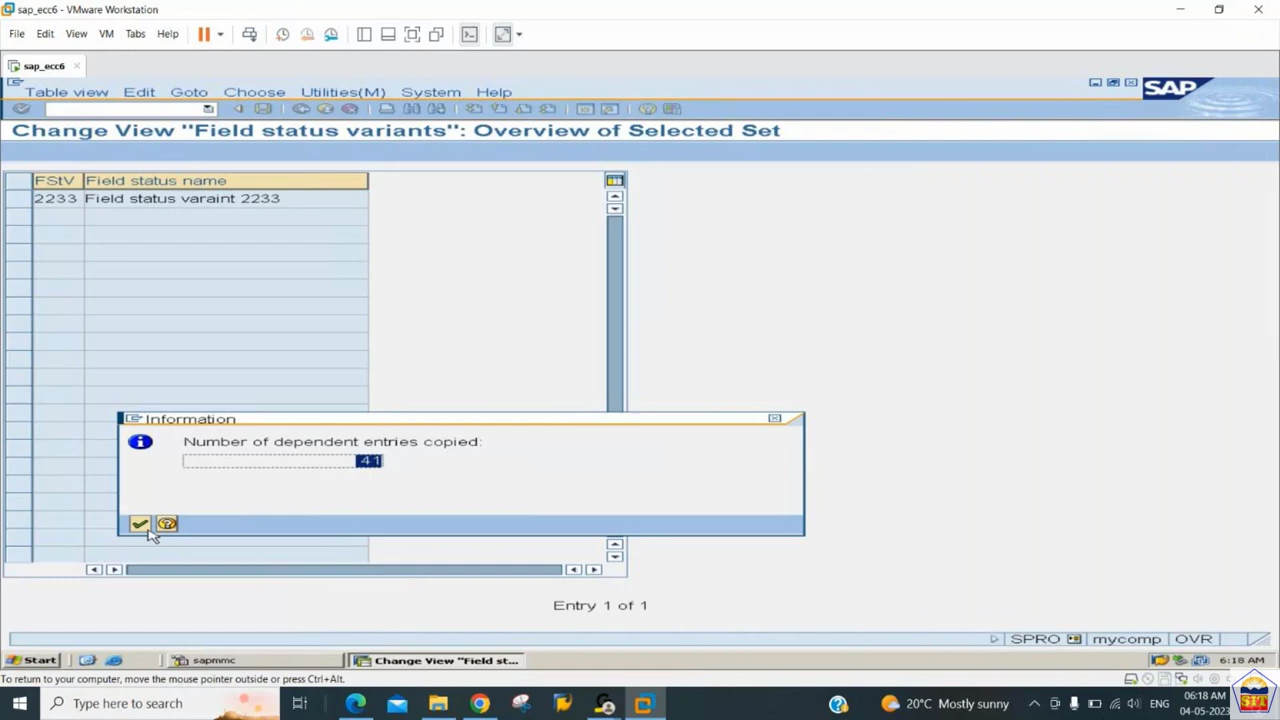 sap_ecc6 - VMware Workstation
File Edit View VM Tabs Help
sap_ecc6
Table view Edit Goto Choose Utilities(M) System Help
SAP
Change View "Field status variants": Overview of Selected Set
FStV Field status name
2233 Field status varaint 2233
Information
Number of dependent entries copied:
41
Entry 1 of 1
SPRO mycomp OVR
Start sapmmc Change View "Field st... 6:18 AM
To return to your computer, move the mouse pointer outside or press Ctrl+Alt.
Type here to search 20°C Mostly sunny ENG 06:18 AM
04-05-2023
SIT